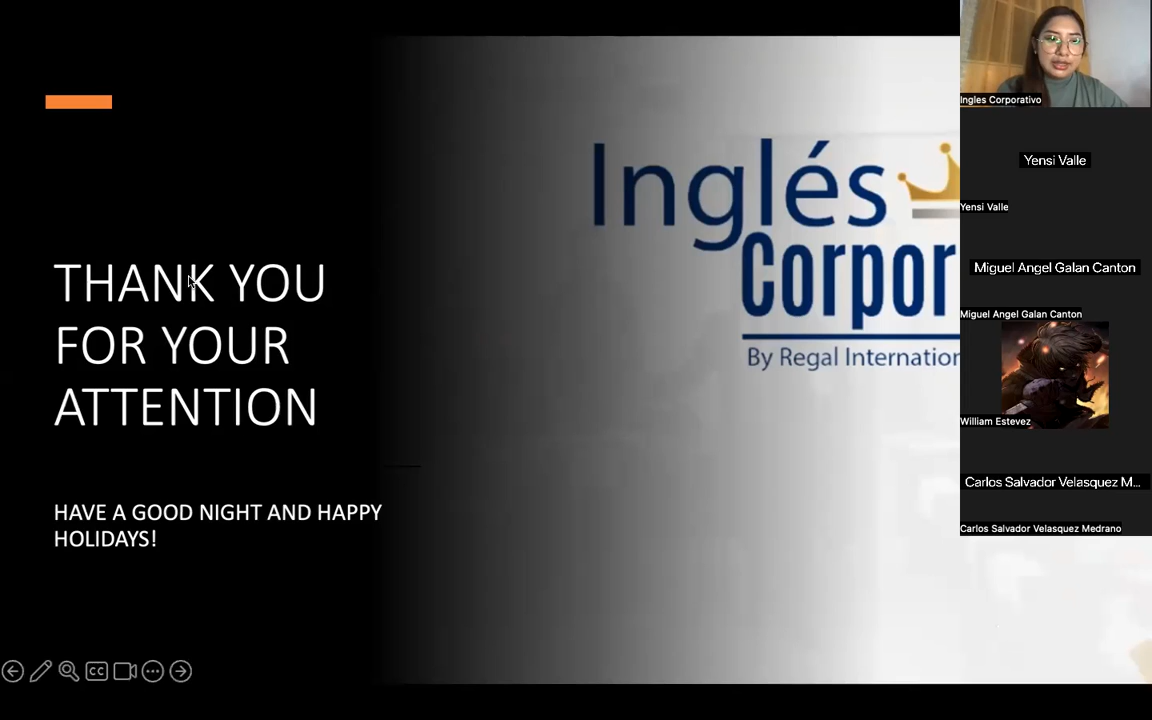 THANK YOU
FOR YOUR
ATTENTION
HAVE A GOOD NIGHT AND HAPPY
HOLIDAYS!
Inglés
Corpor
By Regal Internation
CC
Ingles Corporativo
Yensi Valle
Yensi Valle
Miguel Angel Galan Canton
Miguel Angel Galan Canton
William Estevez
Carlos Salvador Velasquez M...
Carlos Salvador Velasquez Medrano